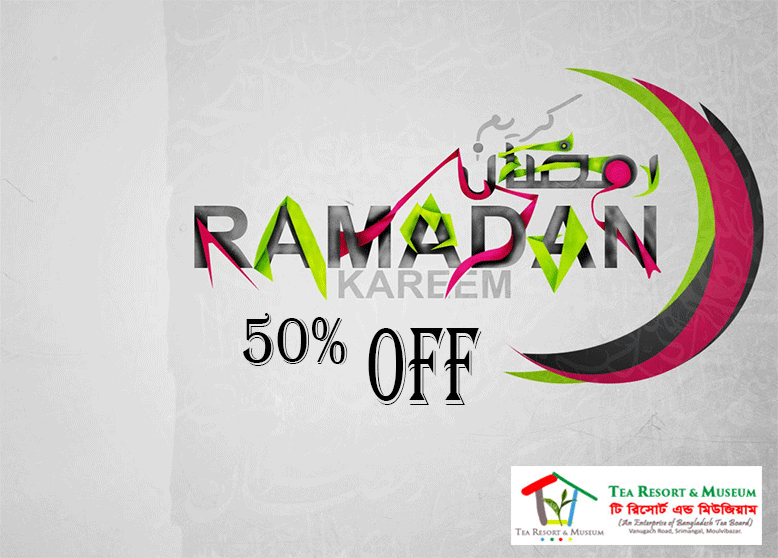 كريم
رمضان
RAMADAN
KAREEM
50% OFF
TEA RESORT & MUSEUM
TEA RESORT & MUSEUM
টি রিসোর্ট এন্ড মিউজিয়াম
(An Enterprise of Bangladesh Tea Board)
Vanugach Road, Srimangal, Moulvibazar.